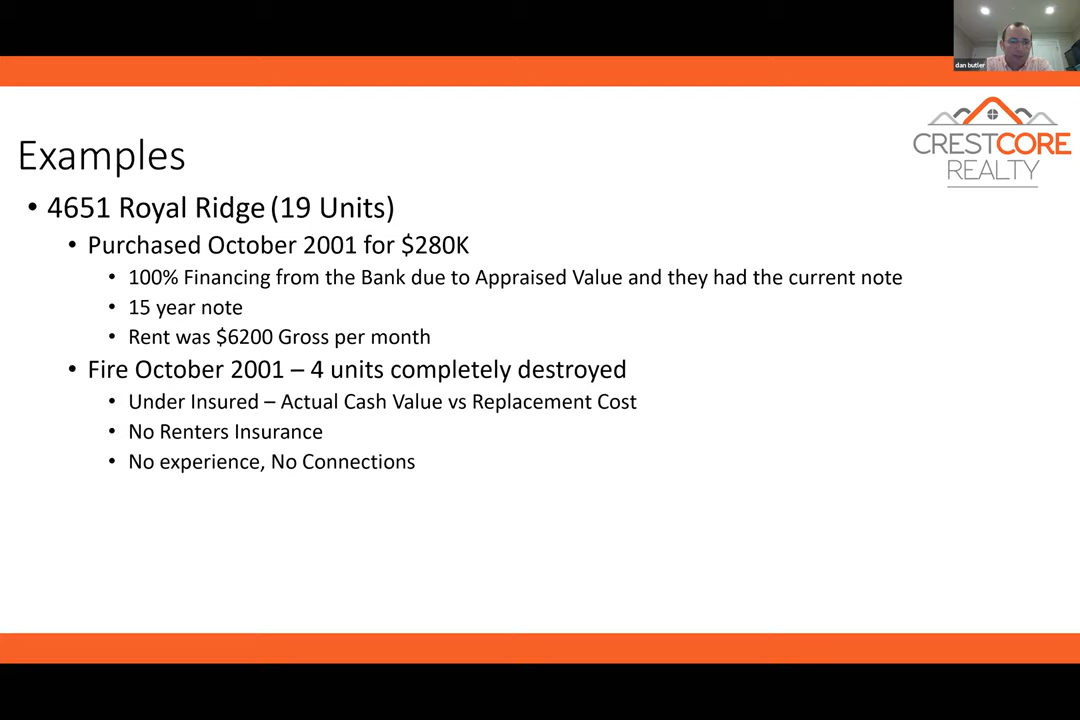 dan butler
CRESTCORE
REALTY
Examples
• 4651 Royal Ridge (19 Units)
• Purchased October 2001 for $280K
• 100% Financing from the Bank due to Appraised Value and they had the current note
• 15 year note
• Rent was $6200 Gross per month
• Fire October 2001 – 4 units completely destroyed
• Under Insured – Actual Cash Value vs Replacement Cost
• No Renters Insurance
• No experience, No Connections